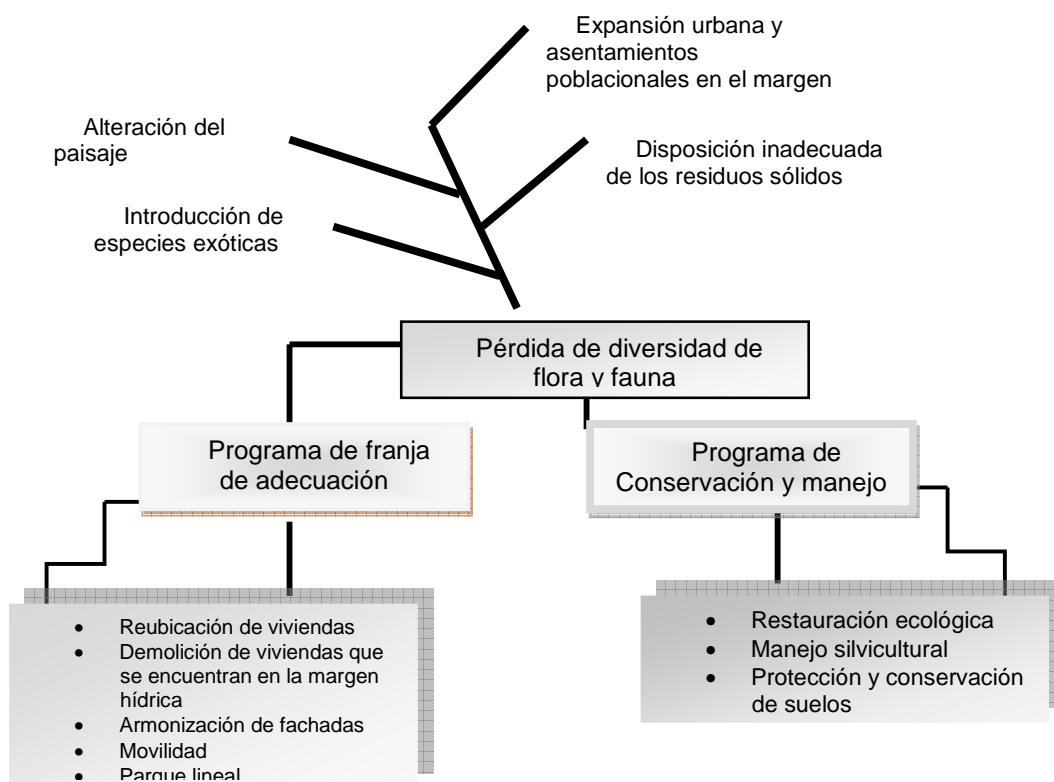 Expansión urbana y
asentamientos
poblacionales en el margen
Alteración del
paisaje
Disposición inadecuada
de los residuos sólidos
Introducción de
especies exóticas
Pérdida de diversidad de
flora y fauna
Programa de franja
de adecuación
Programa de
Conservación y manejo
• Reubicación de viviendas
• Demolición de viviendas que
se encuentran en la margen
hídrica
• Armonización de fachadas
• Movilidad
• Parque lineal
• Restauración ecológica
• Manejo silvicultural
• Protección y conservación
de suelos